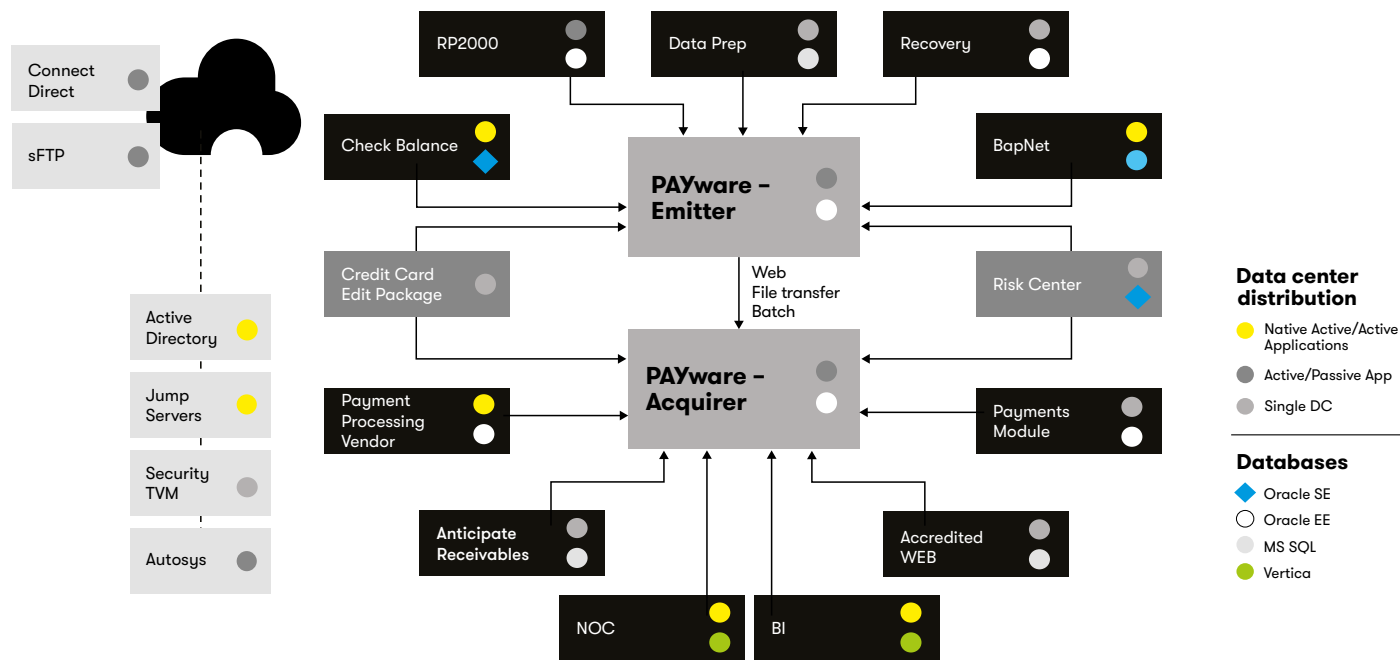 Connect
Direct
sFTP
Active
Directory
Jump
Servers
Security
TVM
Autosys
RP2000
Data Prep
Recovery
Check Balance
BapNet
PAYware –
Emitter
Credit Card
Edit Package
Web
File transfer
Batch
Risk Center
PAYware –
Acquirer
Payment
Processing
Vendor
Payments
Module
Anticipate
Receivables
Accredited
WEB
NOC
BI
Data center
distribution
Native Active/Active
Applications
Active/Passive App
Single DC
Databases
Oracle SE
Oracle EE
MS SQL
Vertica